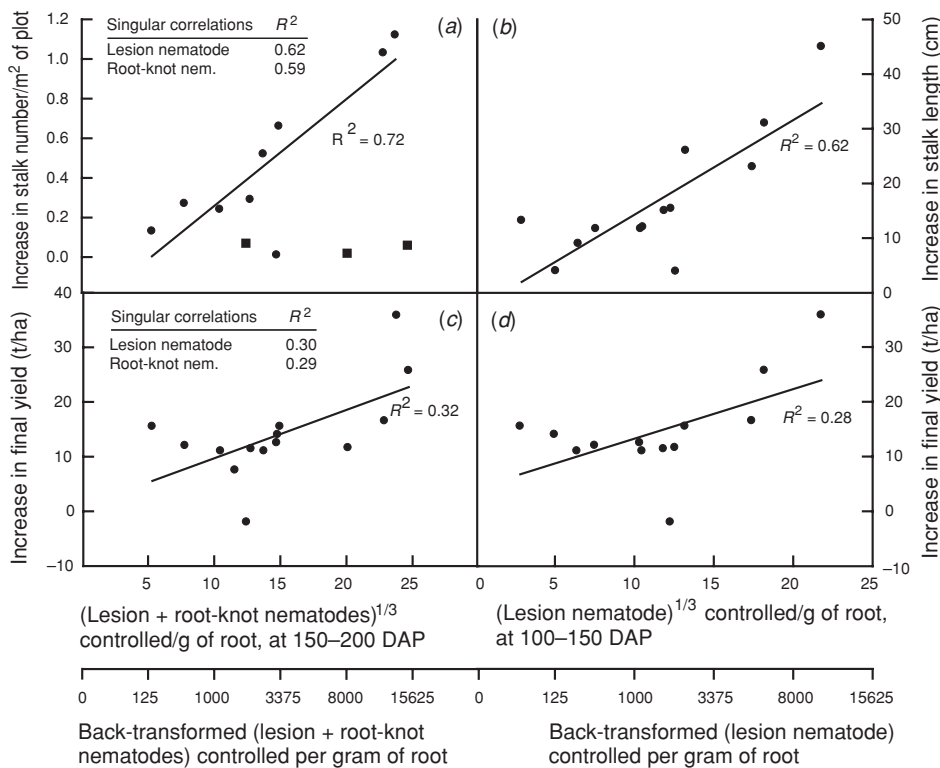 Singular correlations R²
Lesion nematode 0.62
Root-knot nem. 0.59
(a)
R² = 0.72
Increase in stalk number/m² of plot
1.2
1.0
0.8
0.6
0.4
0.2
0.0
(b)
R² = 0.62
50
40
30
20
10
0
Increase in stalk length (cm)
Singular correlations R²
Lesion nematode 0.30
Root-knot nem. 0.29
(c)
R² = 0.32
Increase in final yield (t/ha)
40
30
20
10
0
–10
(d)
R² = 0.28
30
20
10
0
–10
Increase in final yield (t/ha)
5 10 15 20 25
0 5 10 15 20 25
(Lesion + root-knot nematodes)^1/3
controlled/g of root, at 150–200 DAP
(Lesion nematode)^1/3 controlled/g of root,
at 100–150 DAP
0 125 1000 3375 8000 15625
0 125 1000 3375 8000 15625
Back-transformed (lesion + root-knot
nematodes) controlled per gram of root
Back-transformed (lesion nematode)
controlled per gram of root